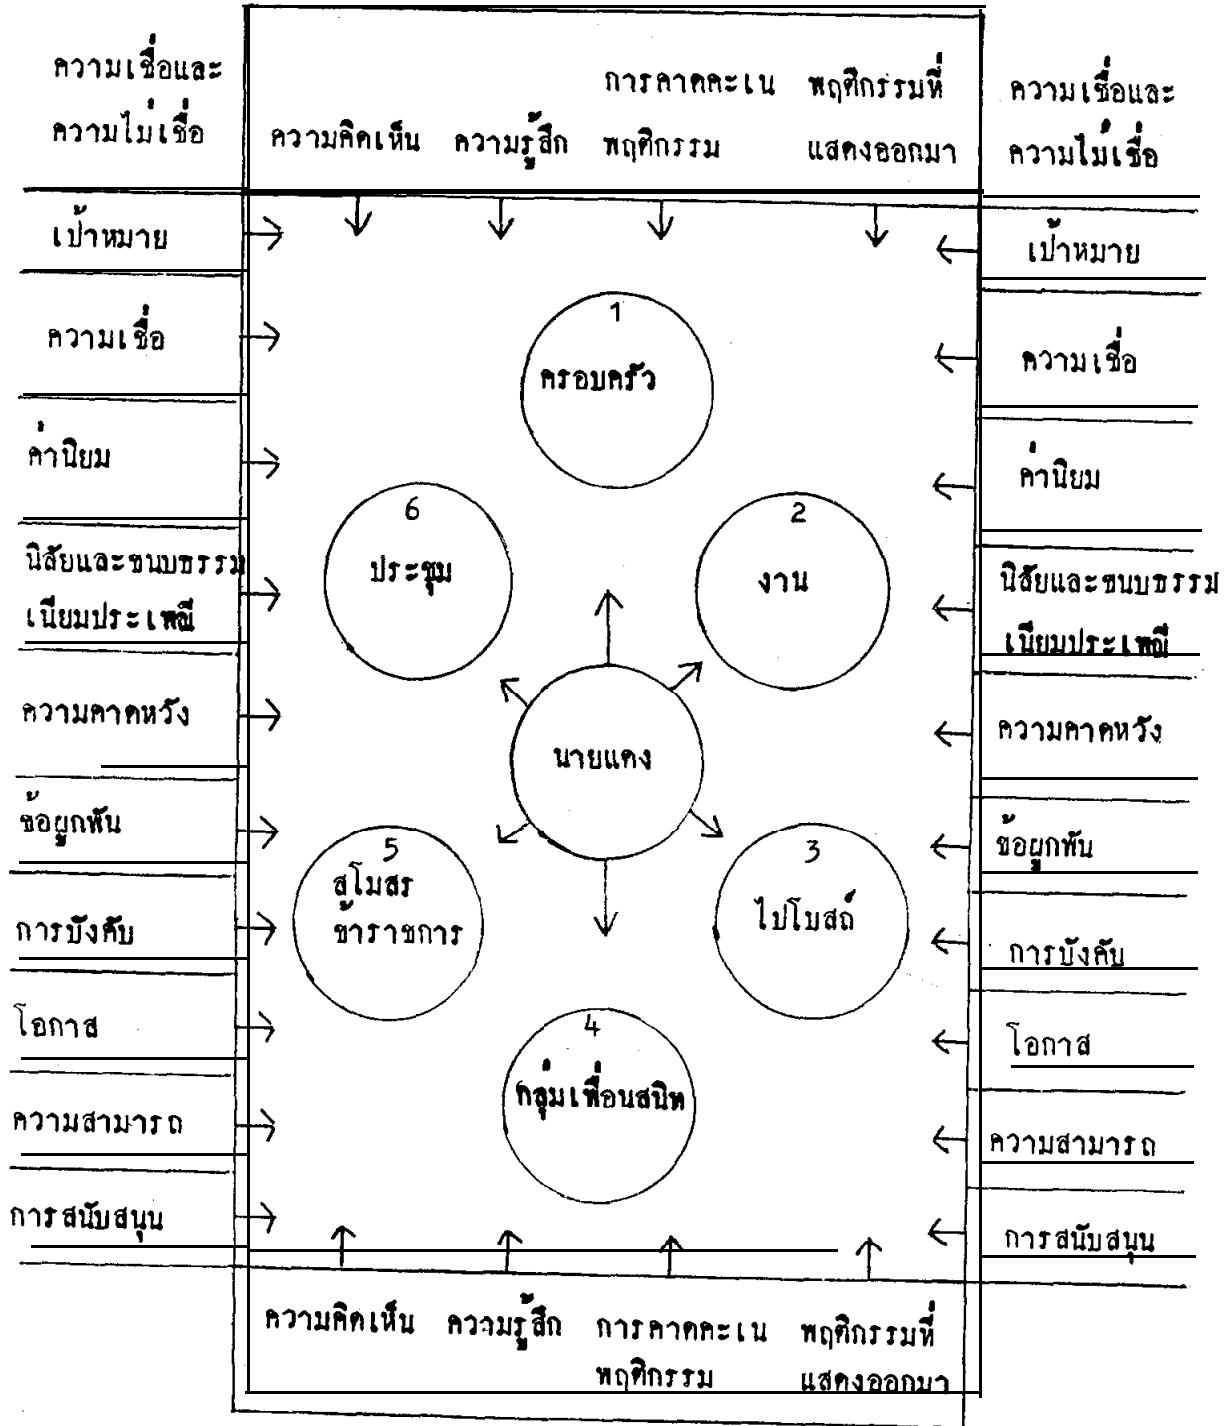 ความเชื่อและ
ความไม่เชื่อ
ความคิดเห็น
ความรู้สึก
การคาดคะเน
พฤติกรรม
พฤติกรรมที่
แสดงออกมา
ความเชื่อและ
ความไม่เชื่อ
เป้าหมาย
ความเชื่อ
ค่านิยม
นิสัยและขนบธรรม
เนียมประเพณี
ความคาดหวัง
ข้อผูกพัน
การบังคับ
โอกาส
ความสามารถ
การสนับสนุน
1
ครอบครัว
6
ประชุม
2
งาน
นายแดง
5
สโมสร
ข้าราชการ
3
ไปโบสถ์
4
กลุ่มเพื่อนสนิท
เป้าหมาย
ความเชื่อ
ค่านิยม
นิสัยและขนบธรรม
เนียมประเพณี
ความคาดหวัง
ข้อผูกพัน
การบังคับ
โอกาส
ความสามารถ
การสนับสนุน
ความคิดเห็น
ความรู้สึก
การคาดคะเน
พฤติกรรม
พฤติกรรมที่
แสดงออกมา